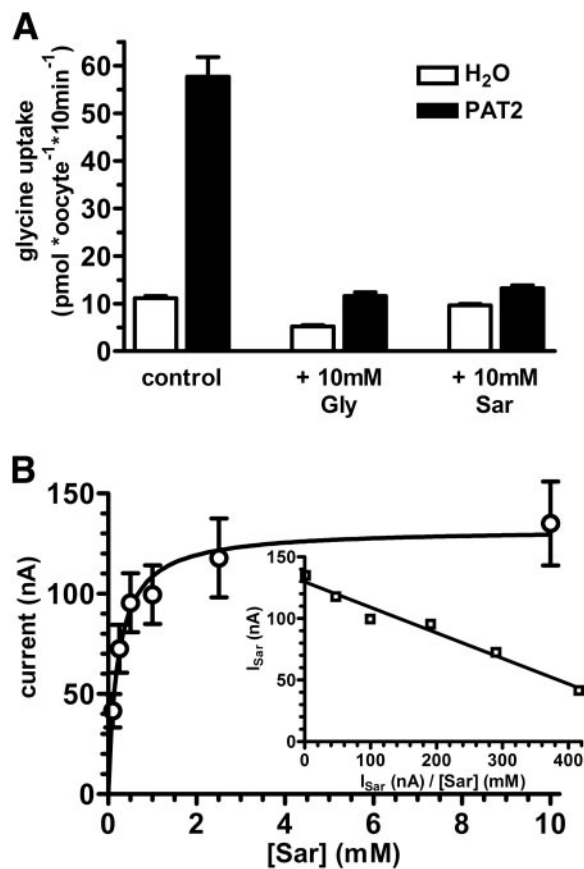 A
glycine uptake
(pmol *oocyte⁻¹*10min⁻¹)
60
50
40
30
20
10
0
H₂O
PAT2
control
+ 10mM
Gly
+ 10mM
Sar
B
current (nA)
150
100
50
0
0 2 4 6 8 10
[Sar] (mM)
I_Sar (nA)
150
100
50
0
0 100 200 300 400
I_Sar (nA) / [Sar] (mM)